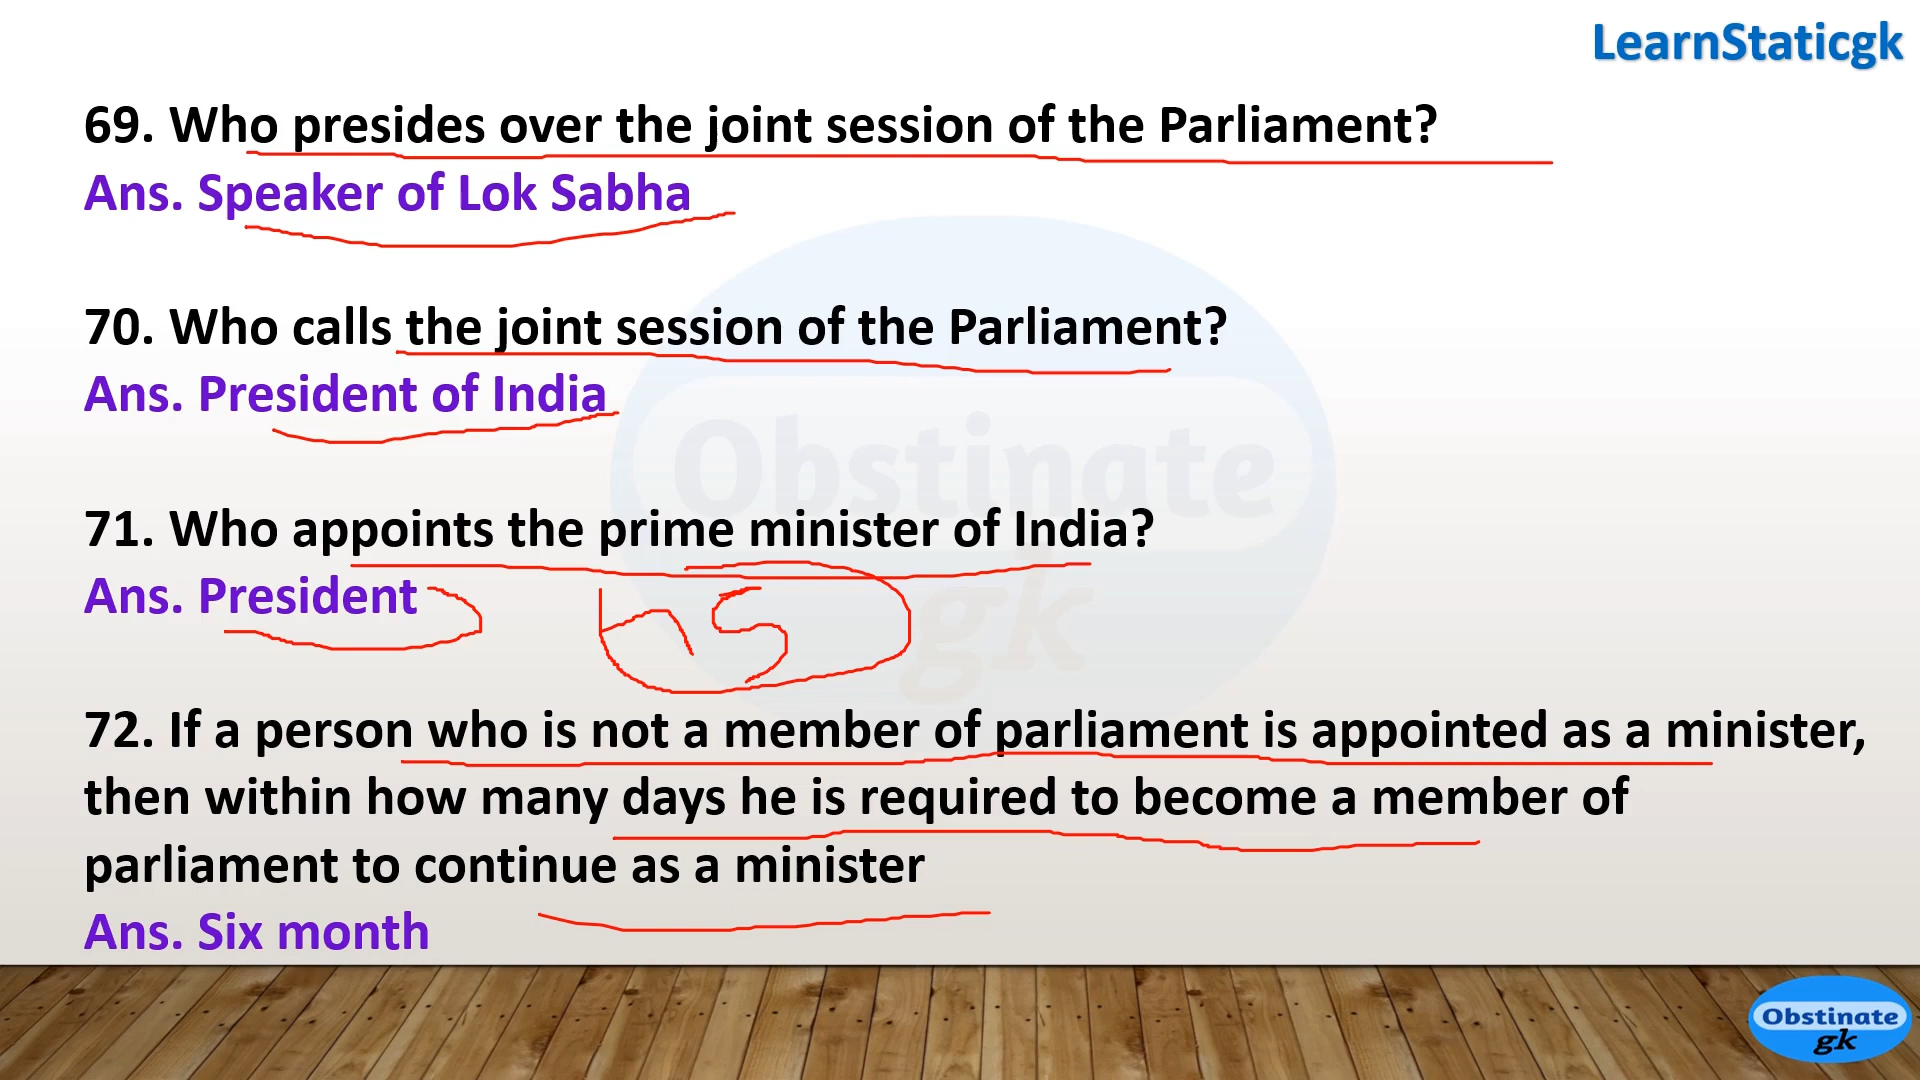 LearnStaticgk
69. Who presides over the joint session of the Parliament?
Ans. Speaker of Lok Sabha
70. Who calls the joint session of the Parliament?
Ans. President of India
71. Who appoints the prime minister of India?
Ans. President
72. If a person who is not a member of parliament is appointed as a minister,
then within how many days he is required to become a member of
parliament to continue as a minister
Ans. Six month
Obstinate
gk
Obstinate
gk